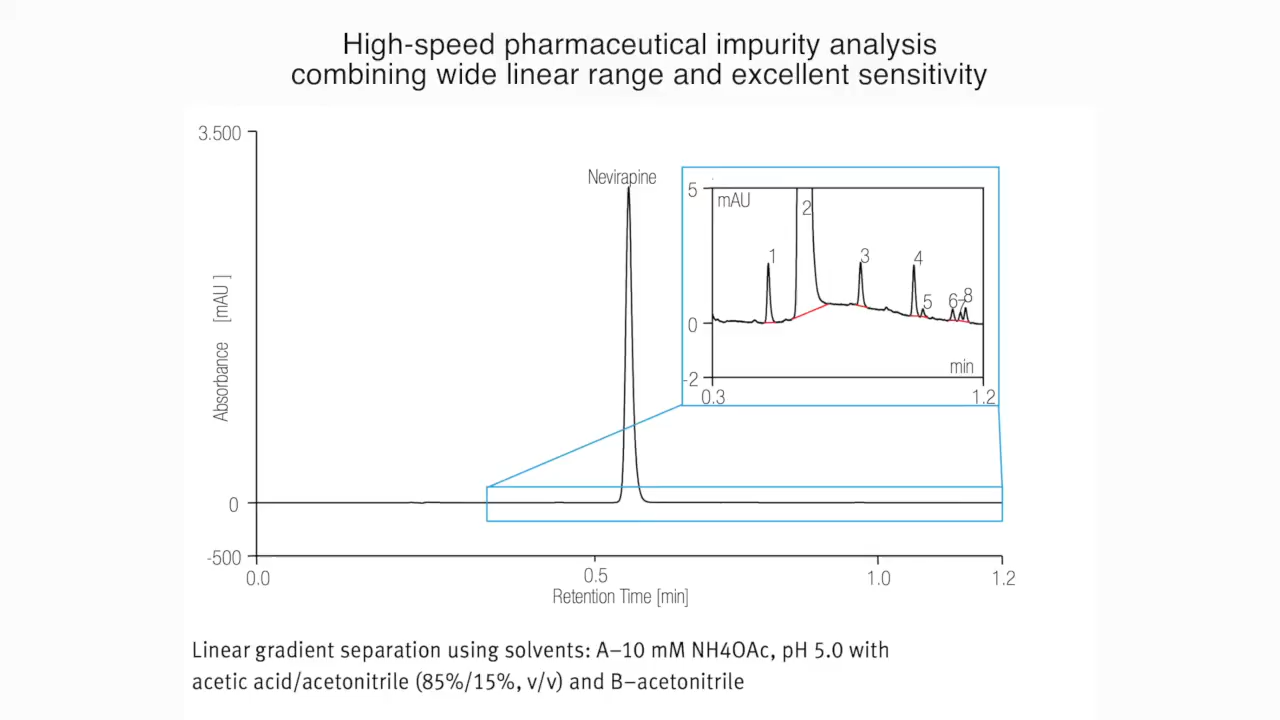 High-speed pharmaceutical impurity analysis
combining wide linear range and excellent sensitivity
3.500
Nevirapine
5
mAU
2
1
3
4
5
6
7
8
0
min
-2
0.3
1.2
Absorbance [mAU ]
0
-500
0.0
0.5
1.0
1.2
Retention Time [min]
Linear gradient separation using solvents: A–10 mM NH4OAc, pH 5.0 with
acetic acid/acetonitrile (85%/15%, v/v) and B–acetonitrile